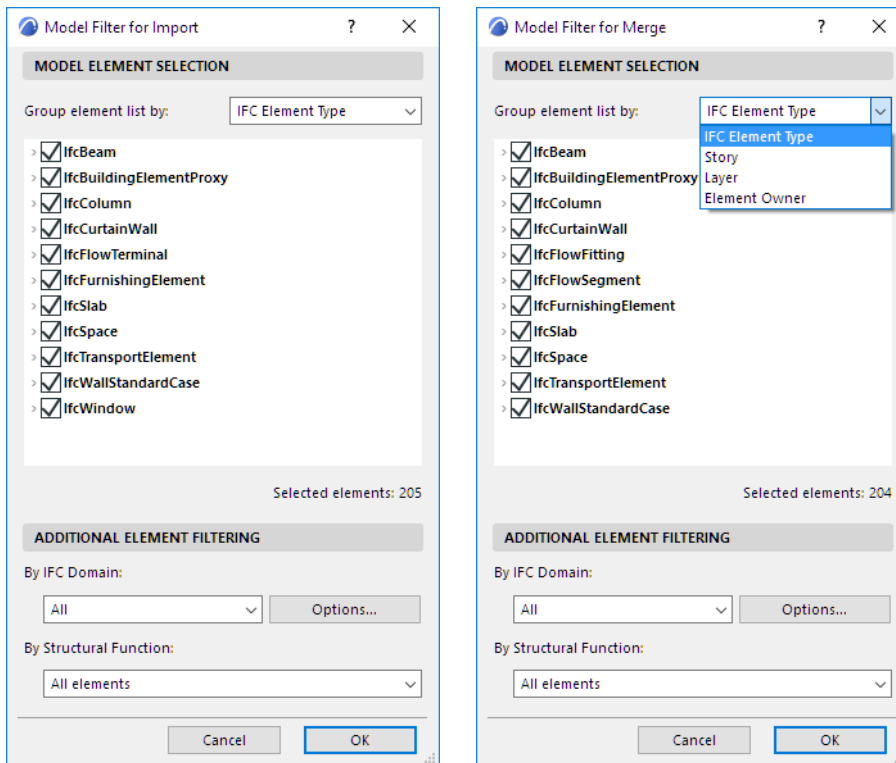 Model Filter for Import
?
MODEL ELEMENT SELECTION
Group element list by: IFC Element Type
IfcBeam
IfcBuildingElementProxy
IfcColumn
IfcCurtainWall
IfcFlowTerminal
IfcFurnishingElement
IfcSlab
IfcSpace
IfcTransportElement
IfcWallStandardCase
IfcWindow
Selected elements: 205
ADDITIONAL ELEMENT FILTERING
By IFC Domain:
All Options...
By Structural Function:
All elements
Cancel OK
Model Filter for Merge
?
MODEL ELEMENT SELECTION
Group element list by: IFC Element Type
IFC Element Type
Story
Layer
Element Owner
IfcBeam
IfcBuildingElementProxy
IfcColumn
IfcCurtainWall
IfcFlowFitting
IfcFlowSegment
IfcFurnishingElement
IfcSlab
IfcSpace
IfcTransportElement
IfcWallStandardCase
Selected elements: 204
ADDITIONAL ELEMENT FILTERING
By IFC Domain:
All Options...
By Structural Function:
All elements
Cancel OK